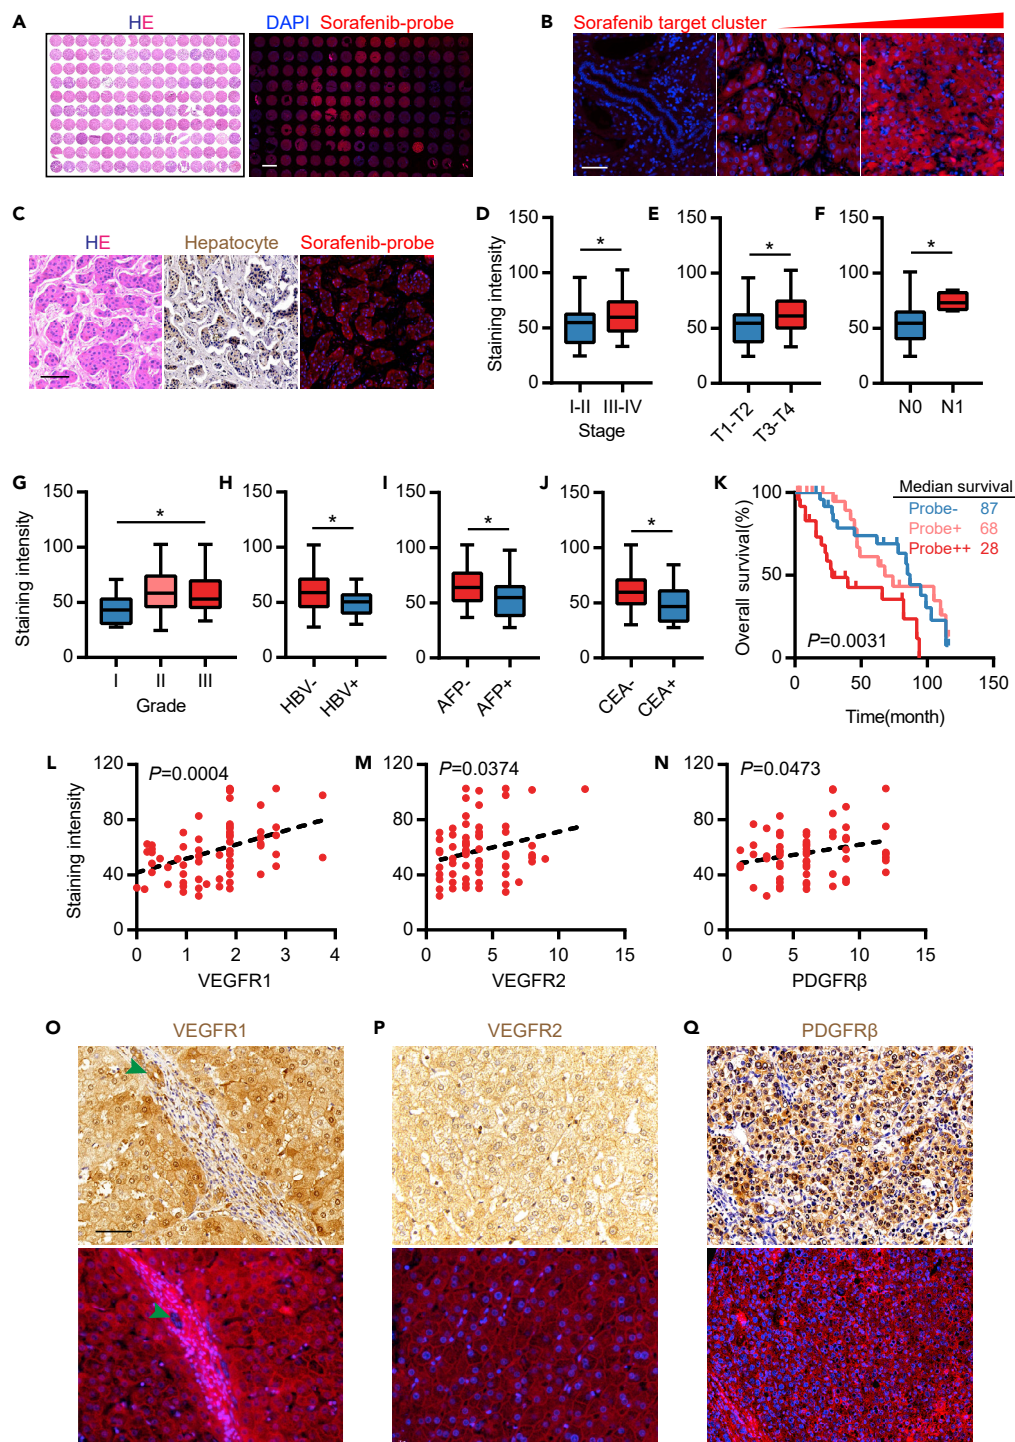 A
HE
DAPI Sorafenib-probe
B
Sorafenib target cluster
C
HE
Hepatocyte
Sorafenib-probe
D
Staining intensity
150
100
50
0
*
I-II III-IV
Stage
E
150
100
50
0
*
T1-T2
T3-T4
F
150
100
50
0
*
N0 N1
G
Staining intensity
150
100
50
0
*
I II III
Grade
H
150
100
50
0
*
HBV-
HBV+
I
150
100
50
0
*
AFP-
AFP+
J
150
100
50
0
*
CEA-
CEA+
K
Overall survival(%)
100
50
0
Median survival
Probe- 87
Probe+ 68
Probe++ 28
P=0.0031
0 50 100 150
Time(month)
L
Staining intensity
120
80
40
0
P=0.0004
0 1 2 3 4
VEGFR1
M
120
80
40
0
P=0.0374
0 5 10 15
VEGFR2
N
120
80
40
0
P=0.0473
0 5 10 15
PDGFRβ
O
VEGFR1
P
VEGFR2
Q
PDGFRβ